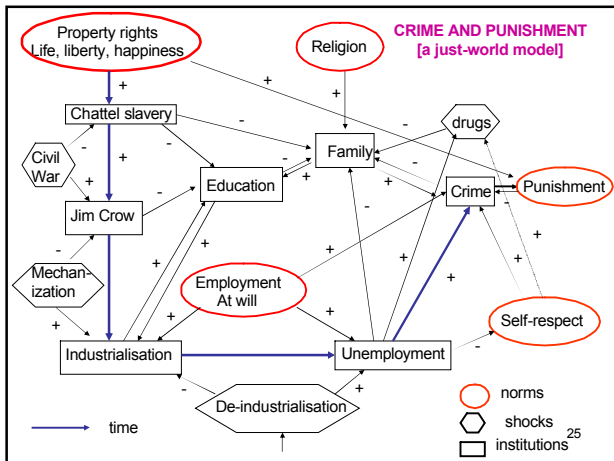 Property rights
Life, liberty, happiness
Religion
CRIME AND PUNISHMENT
[a just-world model]
+
+
+
Chattel slavery
-
-
-
drugs
Civil
War
+
+
-
Family
-
Education
-
+
-
+
Crime
+
-
Punishment
Jim Crow
-
-
-
Mechan-
ization
+
Employment
At will
+
+
+
+
-
+
+
+
+
+
Self-respect
Industrialisation
Unemployment
-
-
De-industrialisation
+
norms
shocks
time
institutions 25